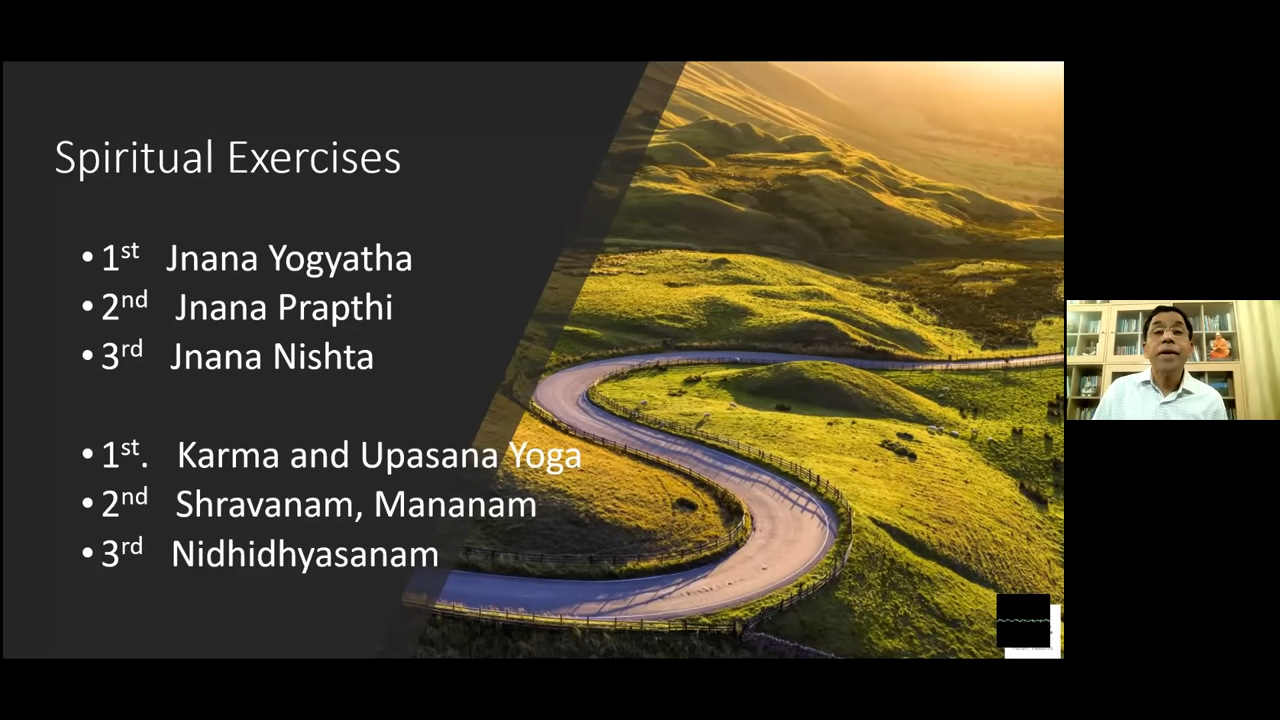 Spiritual Exercises
• 1st Jnana Yogyatha
• 2nd Jnana Prapthi
• 3rd Jnana Nishta
• 1st. Karma and Upasana Yoga
• 2nd Shravanam, Mananam
• 3rd Nidhidhyasanam